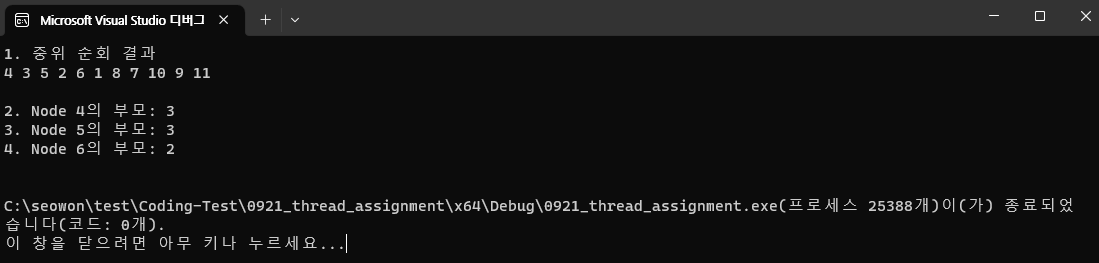 Microsoft Visual Studio 디버그
1. 중위 순회 결과
4 3 5 2 6 1 8 7 10 9 11
2. Node 4의 부모: 3
3. Node 5의 부모: 3
4. Node 6의 부모: 2
C:\seowon\test\Coding-Test\0921_thread_assignment\x64\Debug\0921_thread_assignment.exe(프로세스 25388개)이(가) 종료되었
습니다(코드: 0개).
이 창을 닫으려면 아무 키나 누르세요...